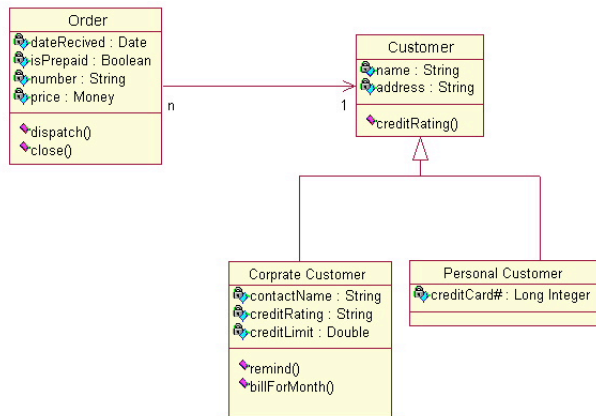 Order
dateRecived : Date
isPrepaid : Boolean
number : String
price : Money
dispatch()
close()
n
1
Customer
name : String
address : String
creditRating()
Corprate Customer
contactName : String
creditRating : String
creditLimit : Double
remind()
billForMonth()
Personal Customer
creditCard# : Long Integer